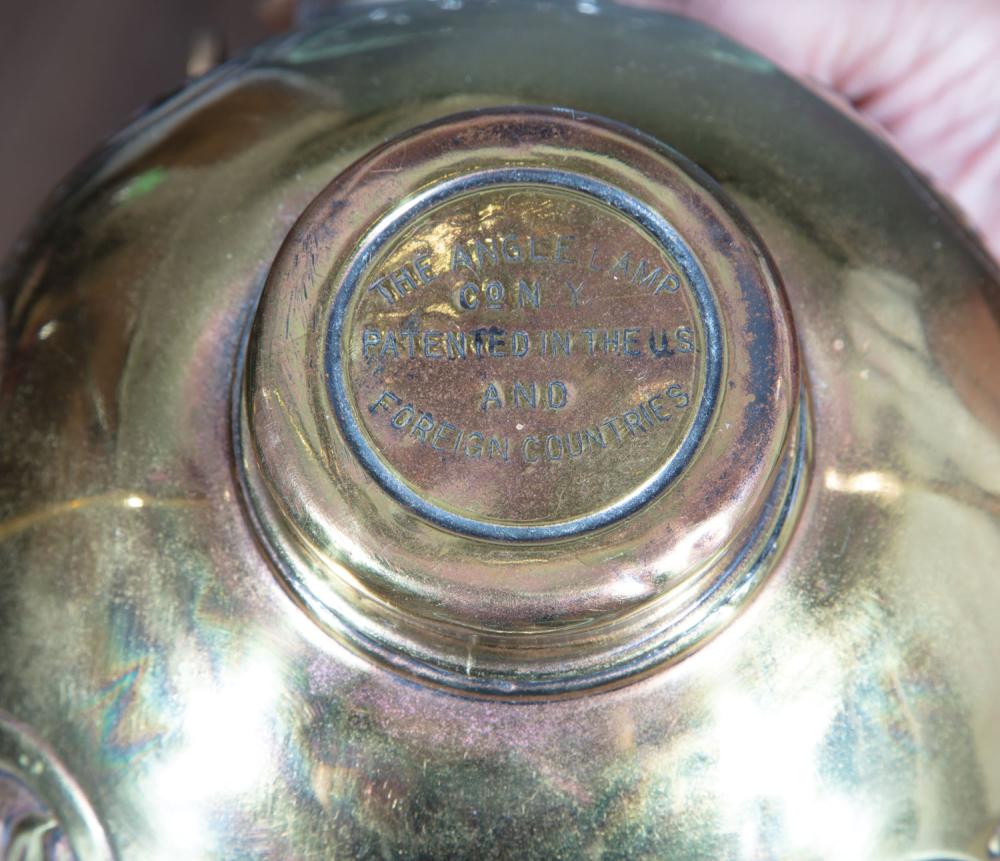 THE ANGLE LAMP
Co N Y
PATENTED IN THE U.S.
AND
FOREIGN COUNTRIES